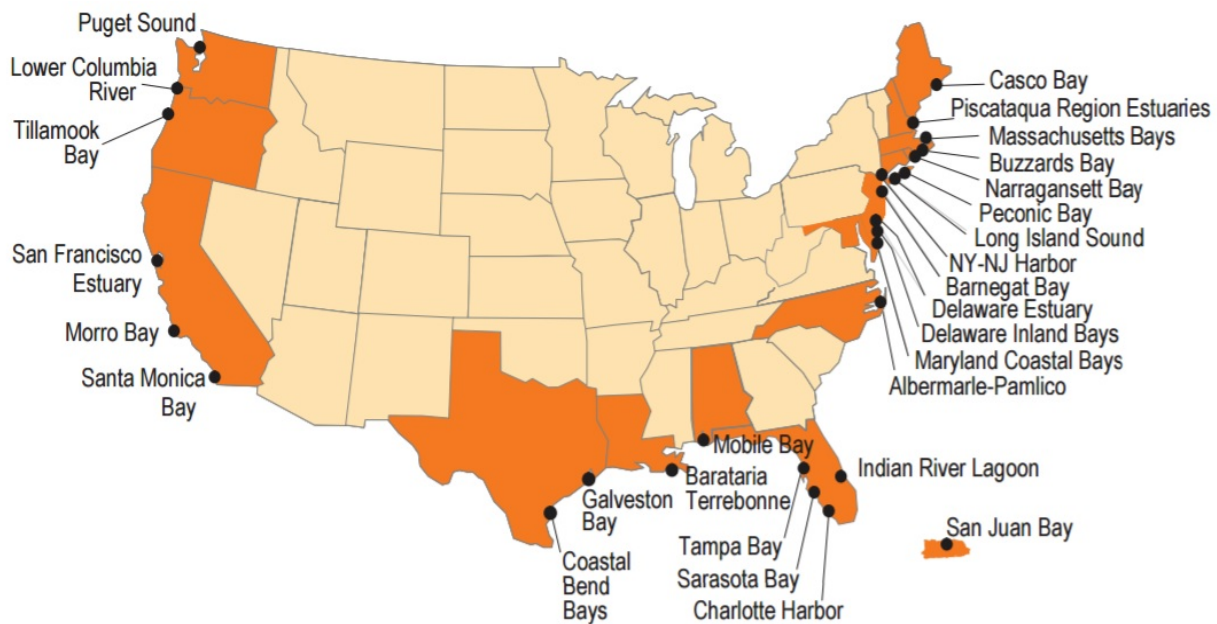 Puget Sound
Lower Columbia
River
Tillamook
Bay
San Francisco
Estuary
Morro Bay
Santa Monica
Bay
Casco Bay
Piscataqua Region Estuaries
Massachusetts Bays
Buzzards Bay
Narragansett Bay
Peconic Bay
Long Island Sound
NY-NJ Harbor
Barnegat Bay
Delaware Estuary
Delaware Inland Bays
Maryland Coastal Bays
Albermarle-Pamlico
Mobile Bay
Barataria
Terrebonne
Galveston
Bay
Coastal
Bend
Bays
Indian River Lagoon
Tampa Bay
Sarasota Bay
Charlotte Harbor
San Juan Bay